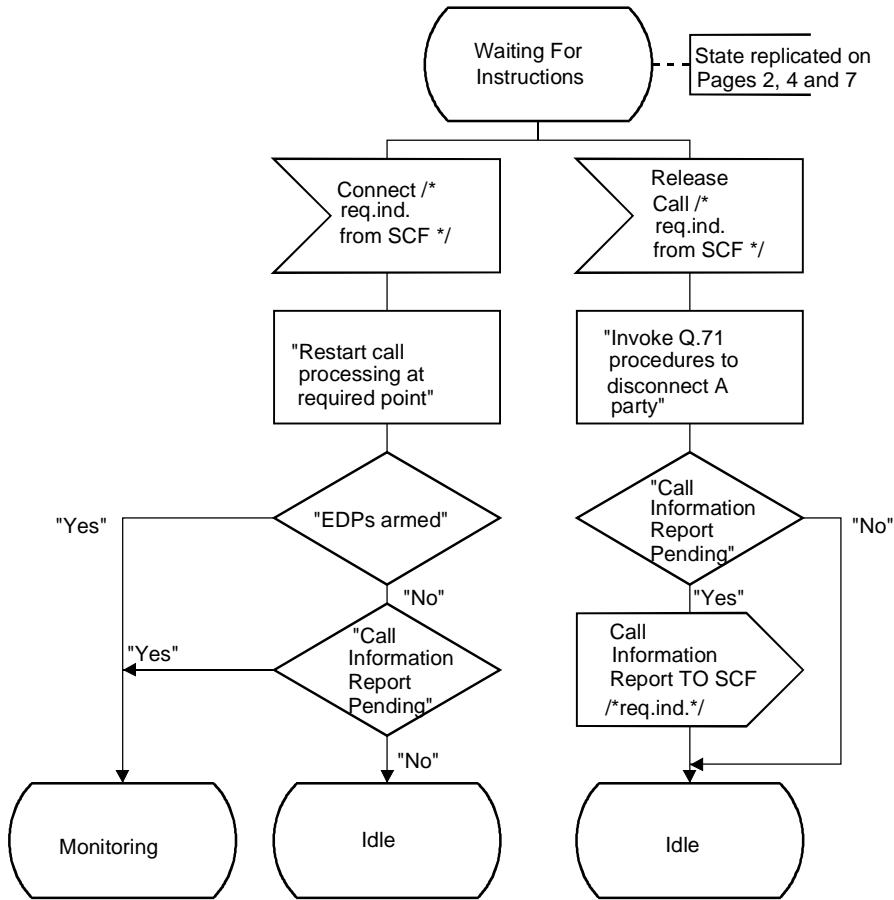 Waiting For
Instructions
State replicated on
Pages 2, 4 and 7
Connect /*
req.ind.
from SCF */
Release
Call /*
req.ind.
from SCF */
"Restart call
processing at
required point"
"Invoke Q.71
procedures to
disconnect A
party"
"Yes"
"EDPs armed"
"Call
Information
Report
Pending"
"No"
"No"
"Yes"
"Yes"
"Call
Information
Report
Pending"
Call
Information
Report TO SCF
/*req.ind.*/
"No"
Monitoring
Idle
Idle